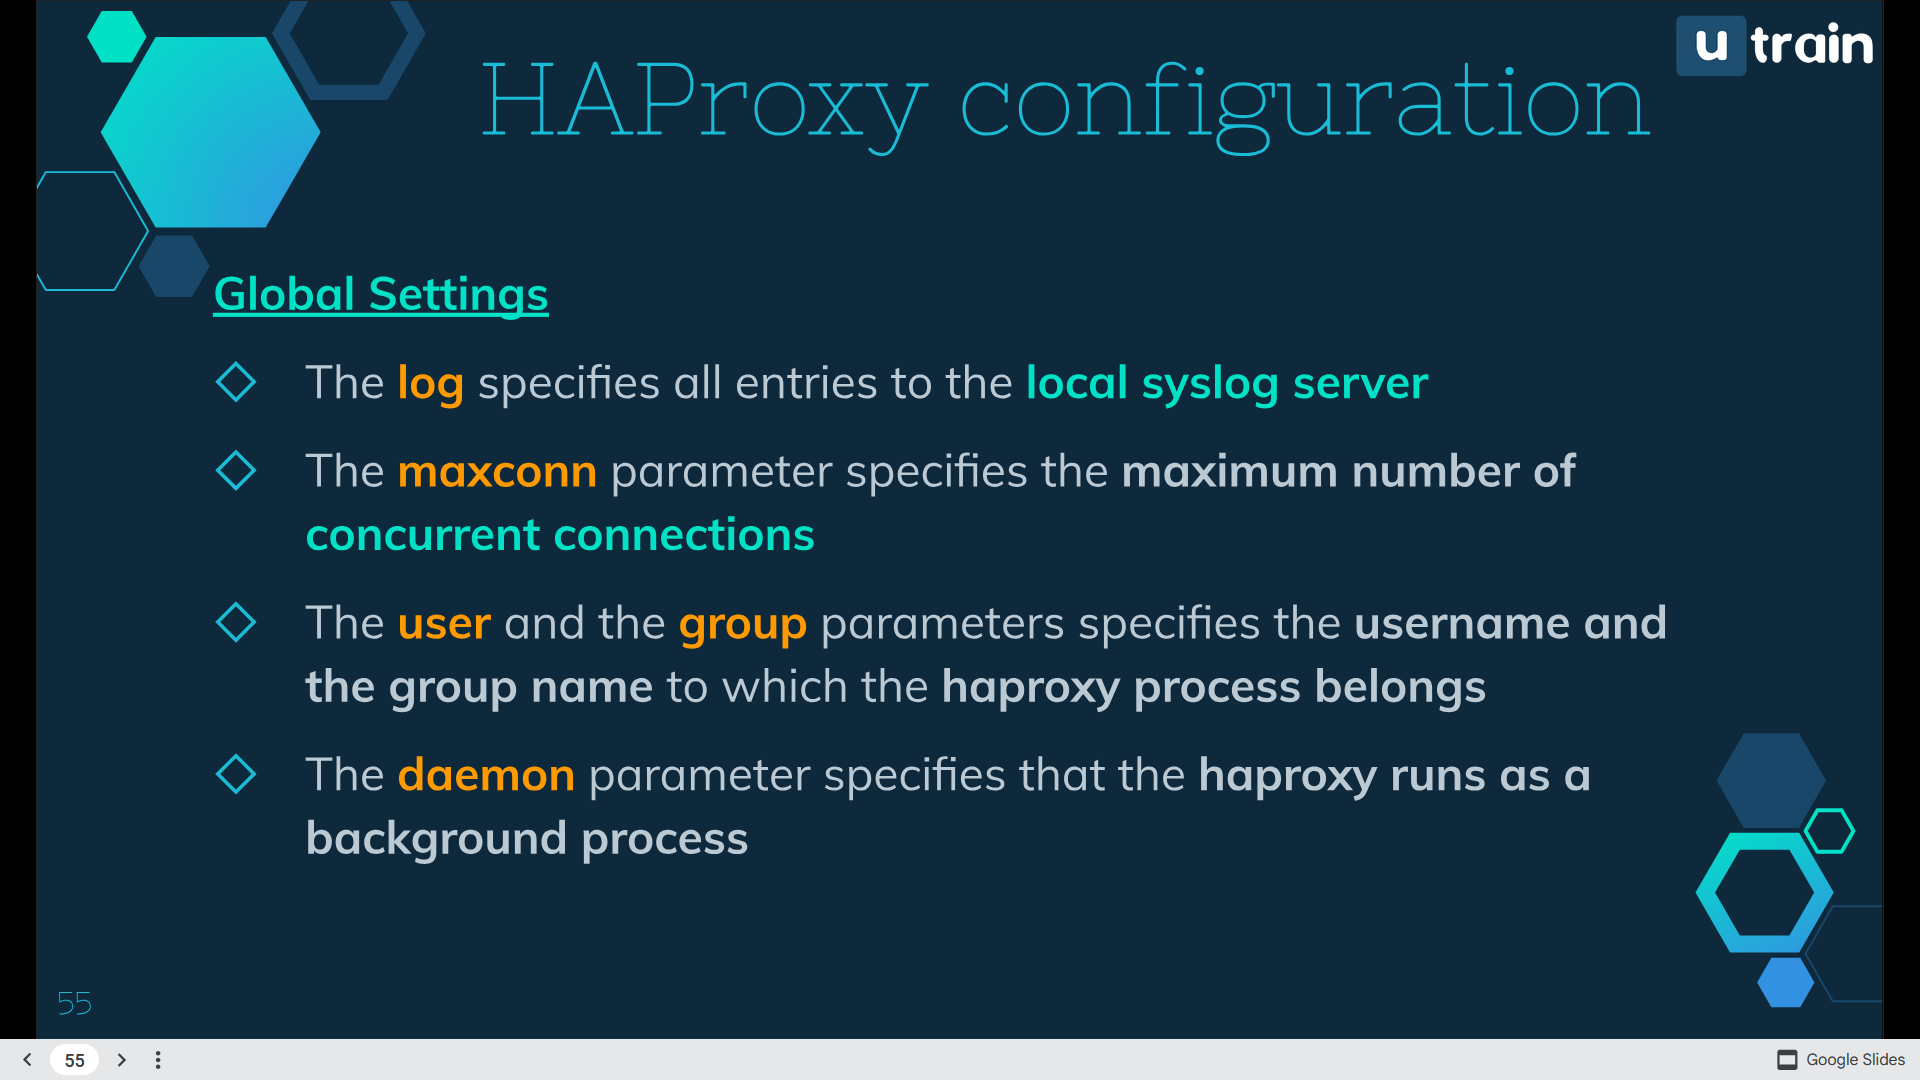 u train
HAProxy configuration
Global Settings
The log specifies all entries to the local syslog server
The maxconn parameter specifies the maximum number of
concurrent connections
The user and the group parameters specifies the username and
the group name to which the haproxy process belongs
The daemon parameter specifies that the haproxy runs as a
background process
55
55
Google Slides